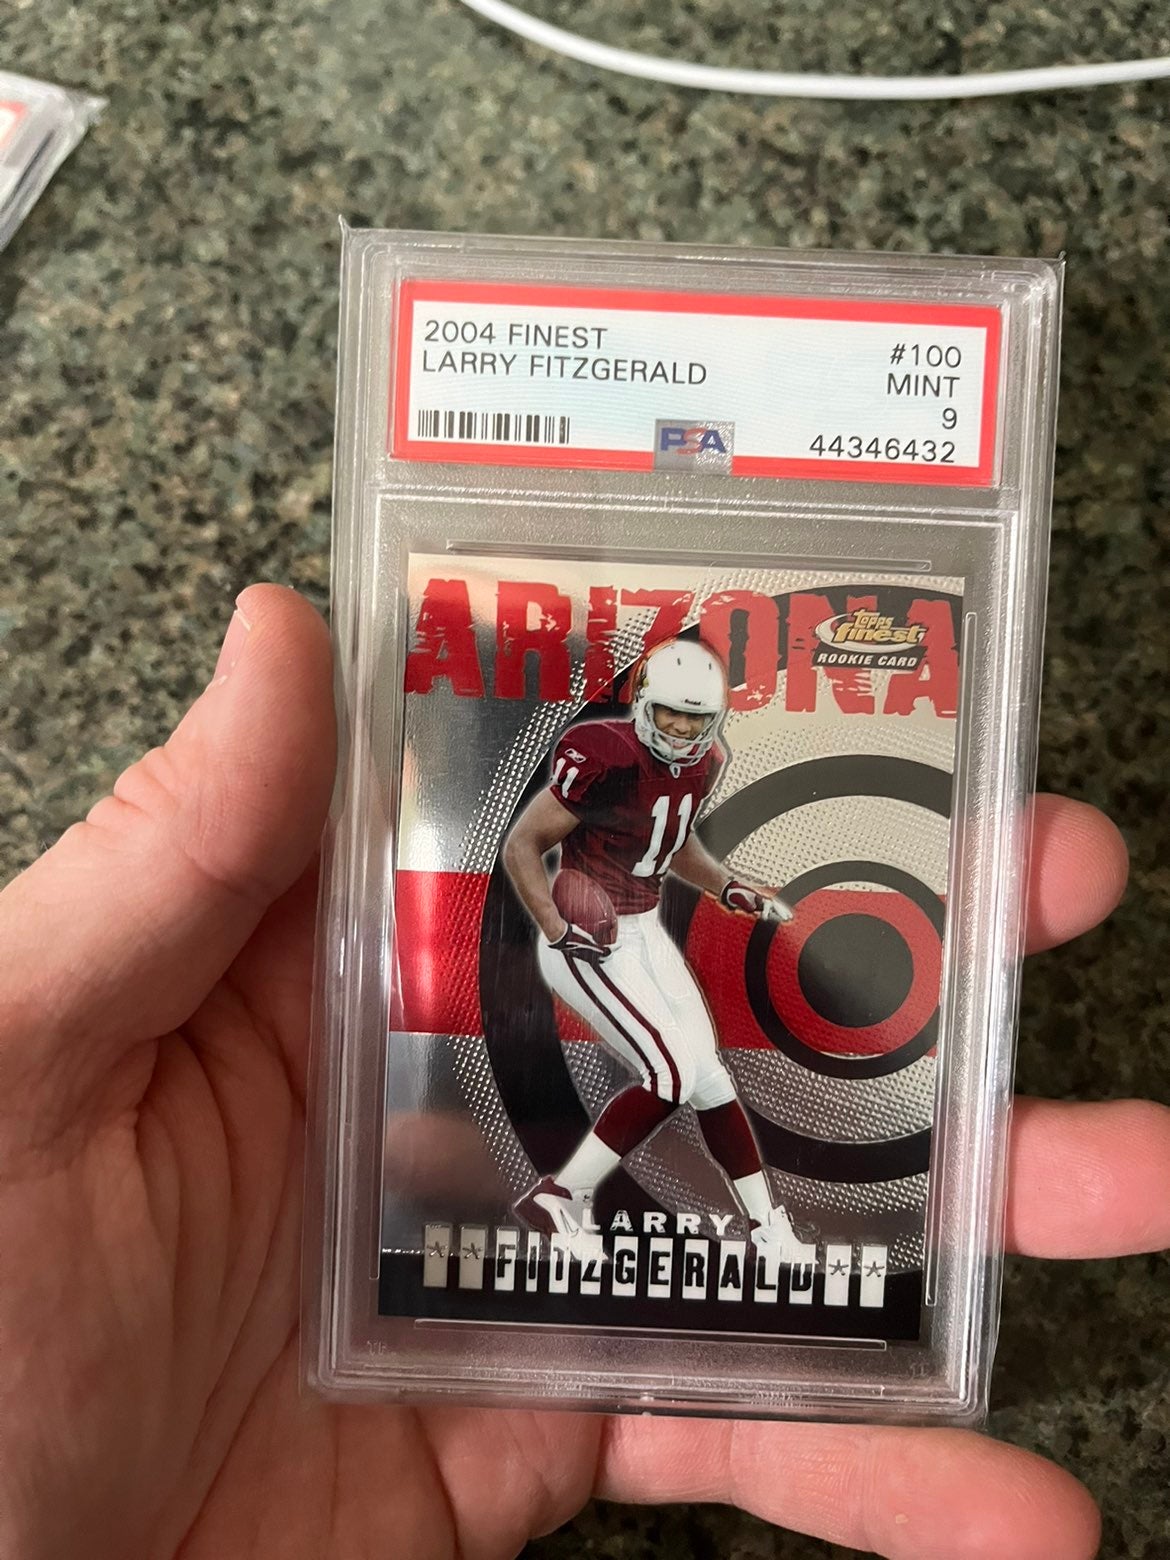 2004 FINEST
LARRY FITZGERALD
#100
MINT
9
44346432
PSA
ARIZONA
Topps
finest
ROOKIE CARD
11
11
LARRY
**FITZGERALD**